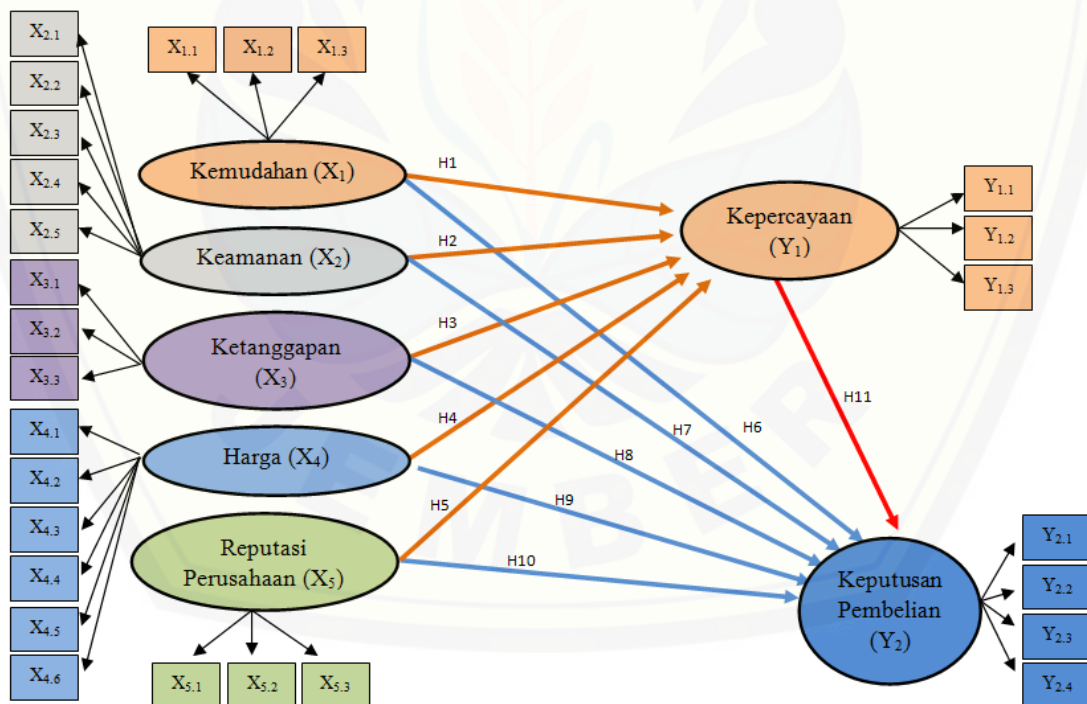 X2.1
X2.2
X2.3
X2.4
X2.5
X3.1
X3.2
X3.3
X4.1
X4.2
X4.3
X4.4
X4.5
X4.6
X1.1
X1.2
X1.3
Kemudahan (X1)
Keamanan (X2)
Ketanggapan
(X3)
Harga (X4)
Reputasi
Perusahaan (X5)
X5.1
X5.2
X5.3
H1
H2
H3
H4
H5
H6
H7
H8
H9
H10
H11
Kepercayaan
(Y1)
Y1.1
Y1.2
Y1.3
Keputusan
Pembelian
(Y2)
Y2.1
Y2.2
Y2.3
Y2.4
EMBER